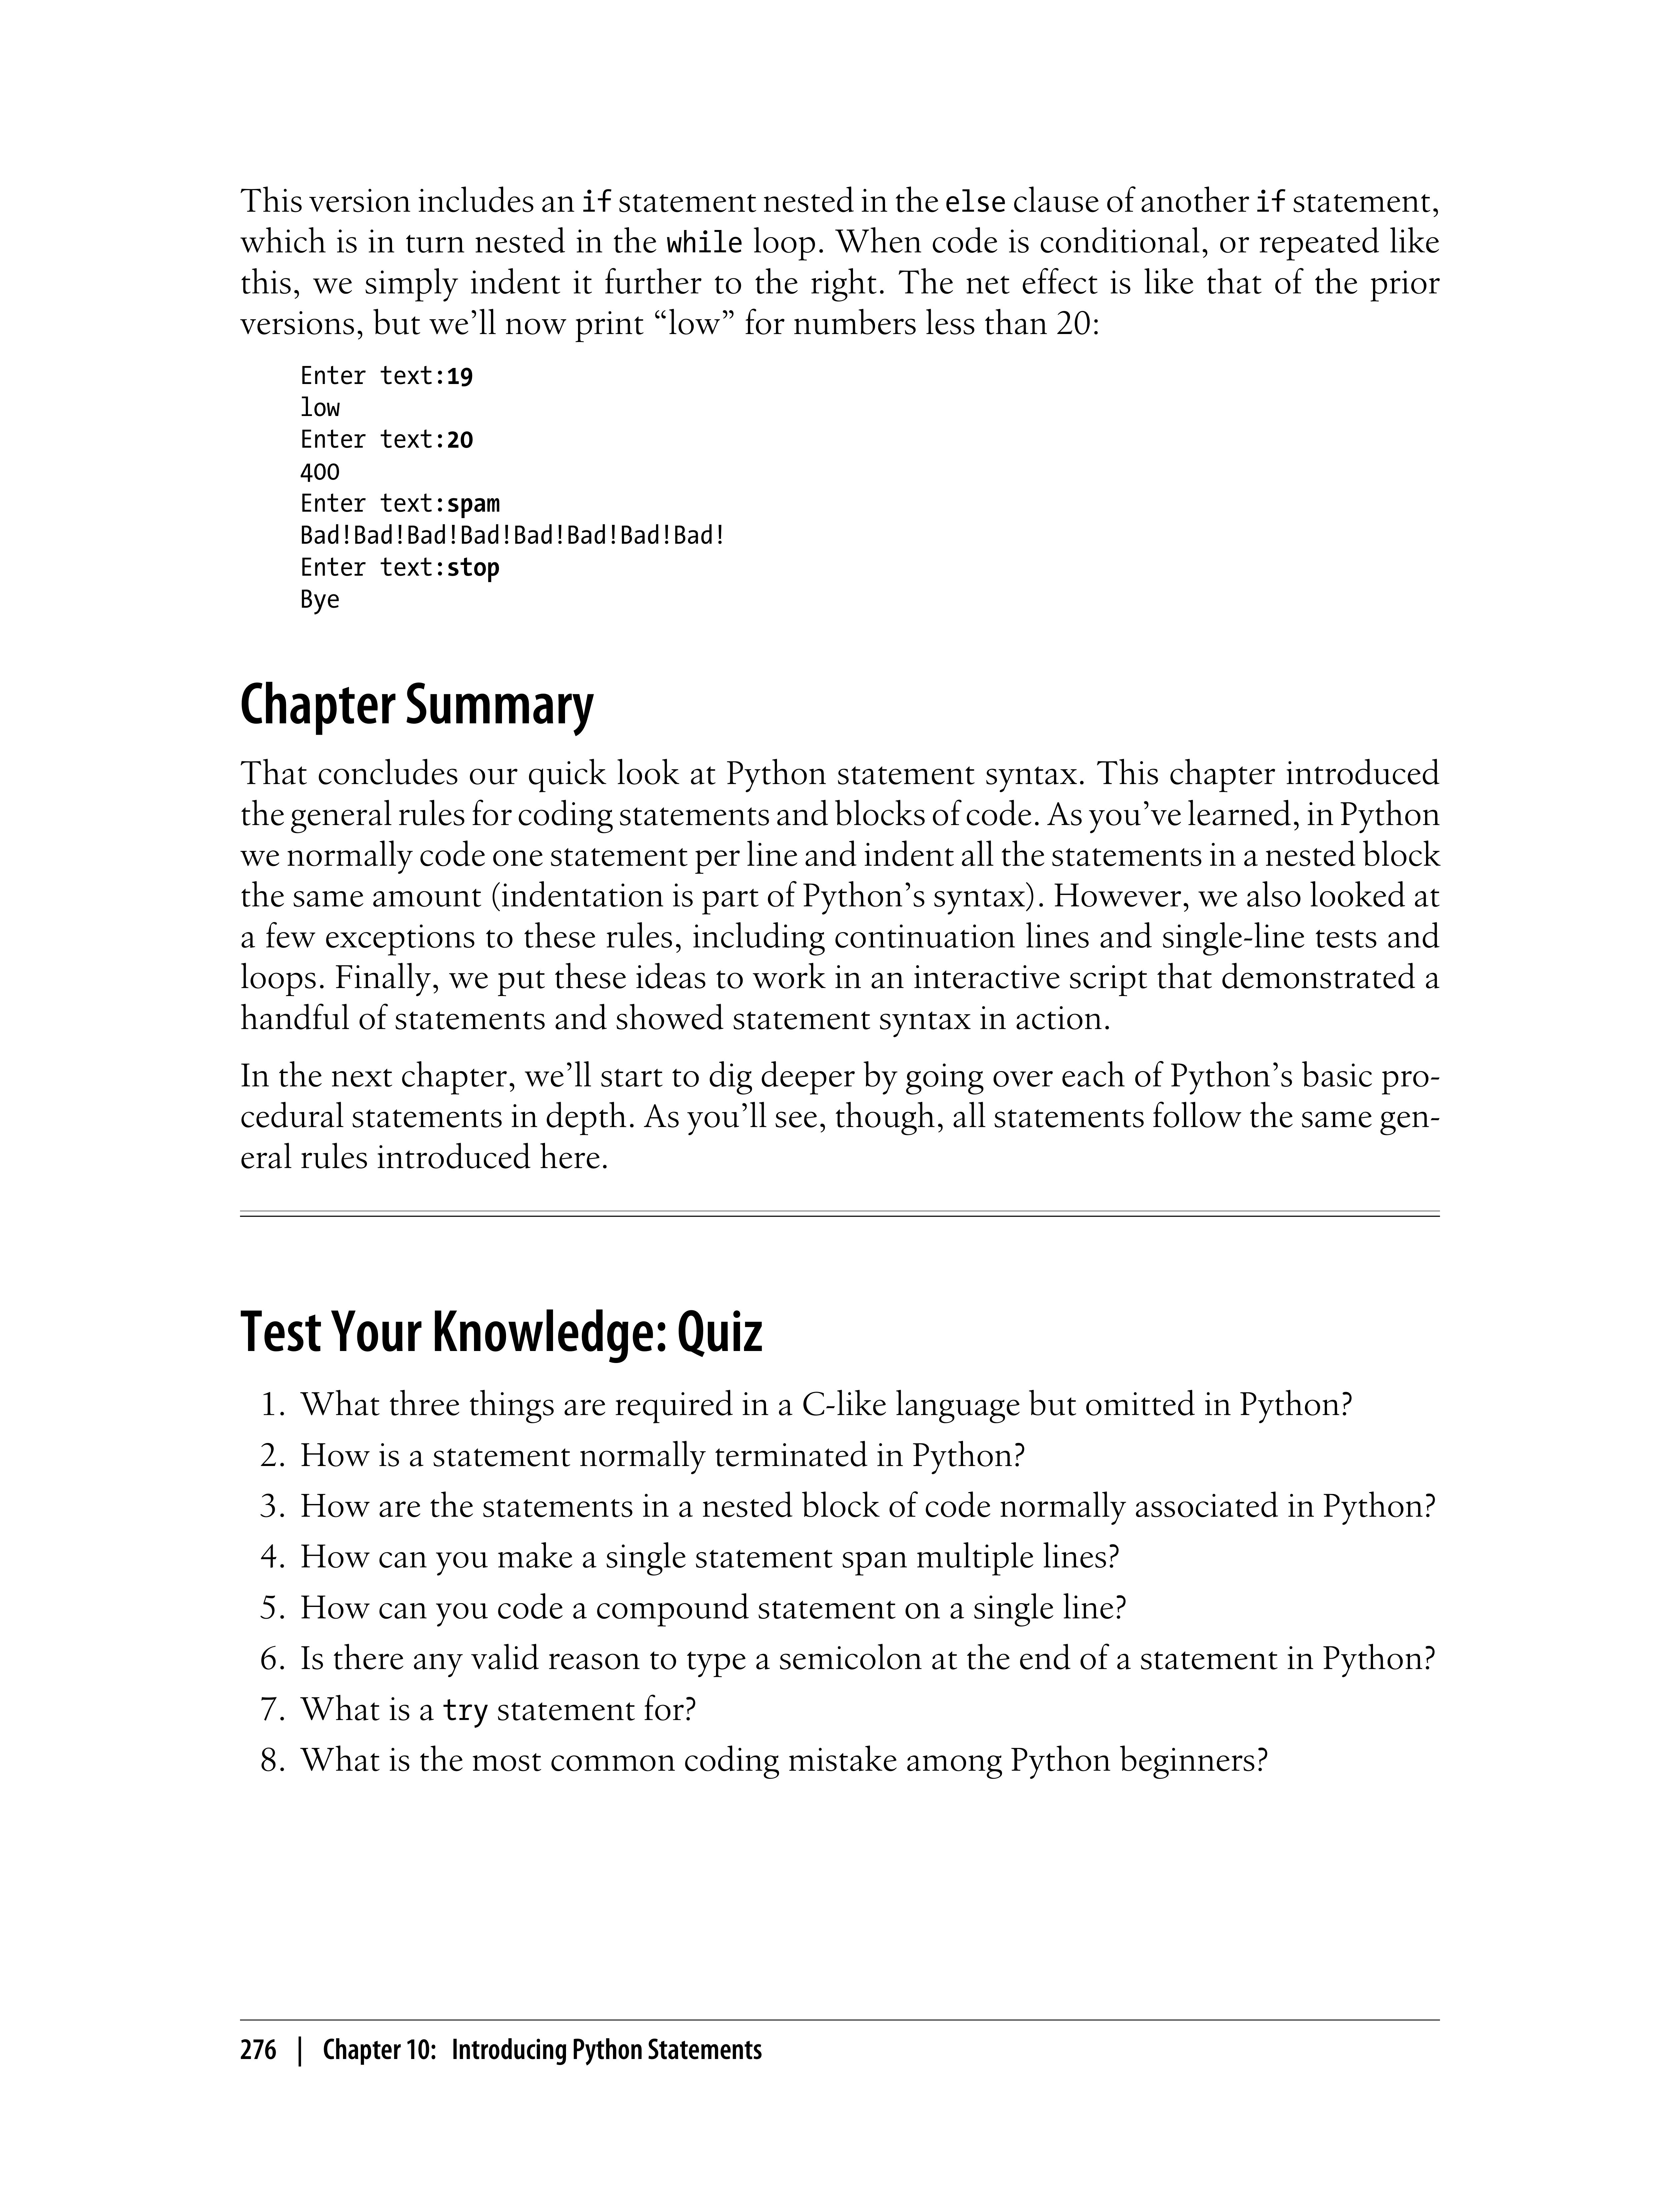 This version includes an if statement nested in the else clause of another if statement,
which is in turn nested in the while loop. When code is conditional, or repeated like
this, we simply indent it further to the right. The net effect is like that of the prior
versions, but we’ll now print “low” for numbers less than 20:
Enter text:19
low
Enter text:20
400
Enter text:spam
Bad!Bad!Bad!Bad!Bad!Bad!Bad!Bad!
Enter text:stop
Bye
Chapter Summary
That concludes our quick look at Python statement syntax. This chapter introduced
the general rules for coding statements and blocks of code. As you’ve learned, in Python
we normally code one statement per line and indent all the statements in a nested block
the same amount (indentation is part of Python’s syntax). However, we also looked at
a few exceptions to these rules, including continuation lines and single-line tests and
loops. Finally, we put these ideas to work in an interactive script that demonstrated a
handful of statements and showed statement syntax in action.
In the next chapter, we’ll start to dig deeper by going over each of Python’s basic pro-
cedural statements in depth. As you’ll see, though, all statements follow the same gen-
eral rules introduced here.
Test Your Knowledge: Quiz
1. What three things are required in a C-like language but omitted in Python?
2. How is a statement normally terminated in Python?
3. How are the statements in a nested block of code normally associated in Python?
4. How can you make a single statement span multiple lines?
5. How can you code a compound statement on a single line?
6. Is there any valid reason to type a semicolon at the end of a statement in Python?
7. What is a try statement for?
8. What is the most common coding mistake among Python beginners?
276 | Chapter 10: Introducing Python Statements